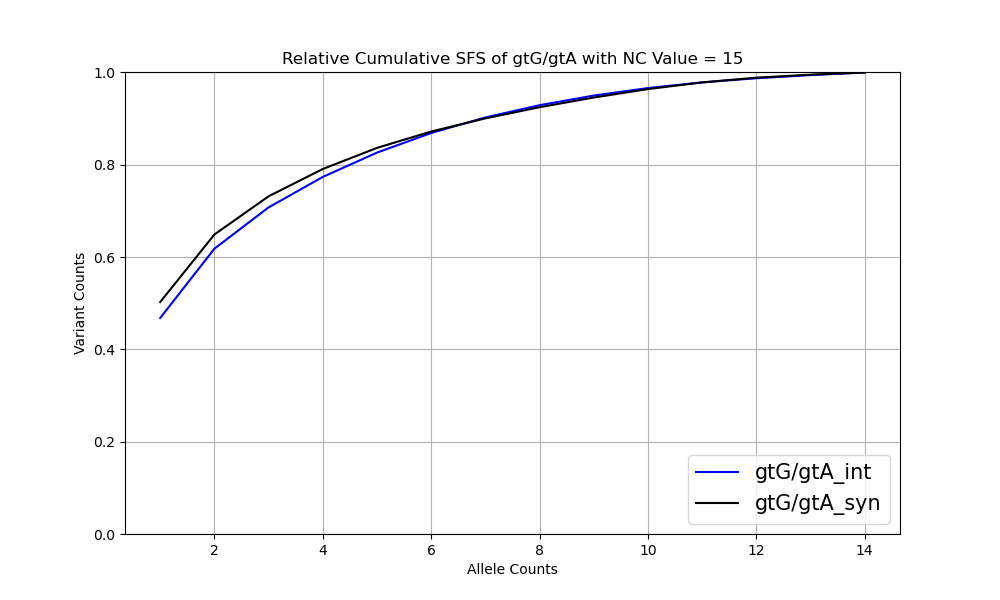 Relative Cumulative SFS of gtG/gtA with NC Value = 15
1.0
0.8
0.6
0.4
0.2
0.0
Variant Counts
gtG/gtA_int
gtG/gtA_syn
2 4 6 8 10 12 14
Allele Counts